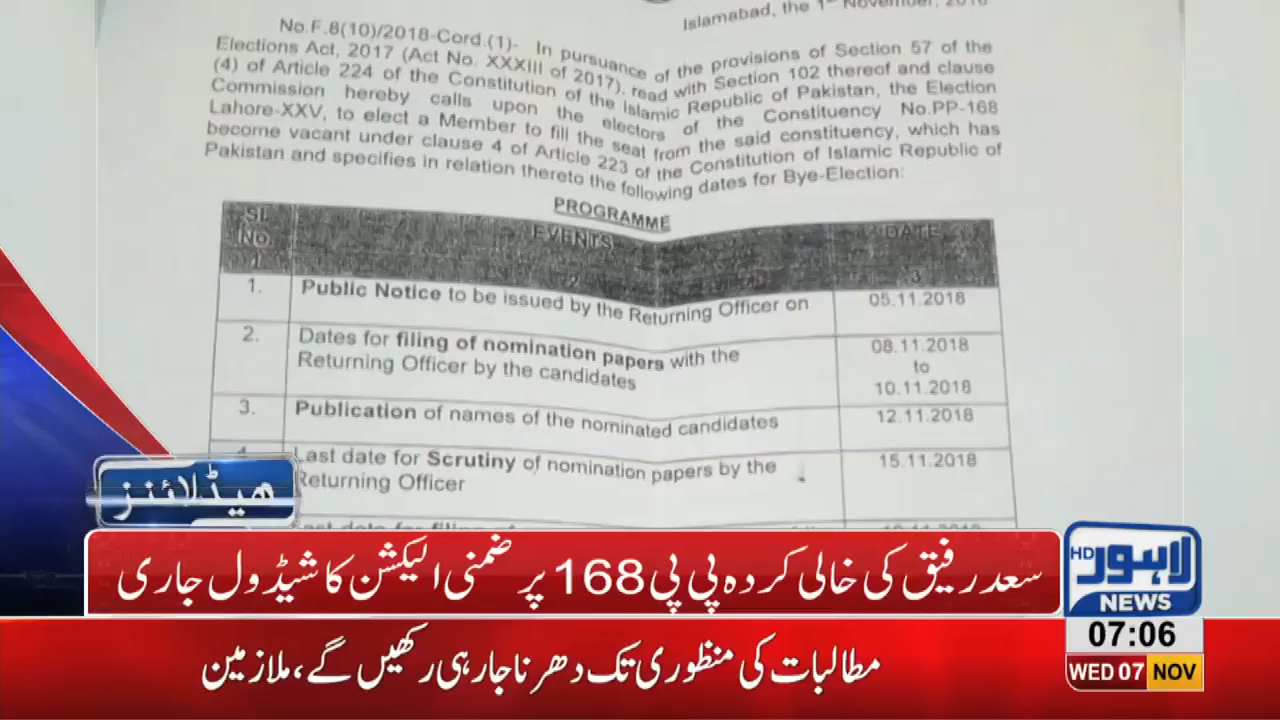 Islamabad, the 1st November, 2018
No.F.8(10)/2018-Cord.(1)- In pursuance of the provisions of Section 57 of the
Elections Act, 2017 (Act No. XXXIII of 2017), read with Section 102 thereof and clause
(4) of Article 224 of the Constitution of the Islamic Republic of Pakistan, the Election
Commission hereby calls upon the electors of the Constituency No.PP-168
Lahore-XXV, to elect a Member to fill the seat from the said constituency, which has
become vacant under clause 4 of Article 223 of the Constitution of Islamic Republic of
Pakistan and specifies in relation thereto the following dates for Bye-Election:
PROGRAMME
SL No. EVENTS DATE
1 2 3
1. Public Notice to be issued by the Returning Officer on 05.11.2018
2. Dates for filing of nomination papers with the 08.11.2018
Returning Officer by the candidates to
10.11.2018
3. Publication of names of the nominated candidates 12.11.2018
4. Last date for Scrutiny of nomination papers by the 15.11.2018
Returning Officer
ہیڈلائنز
سعد رفیق کی خالی کردہ پی پی 168 پر ضمنی الیکشن کا شیڈول جاری
HD لاہور
NEWS
07:06
WED 07 NOV
مطالبات کی منظوری تک دھرنا جاری رکھیں گے، ملازمین